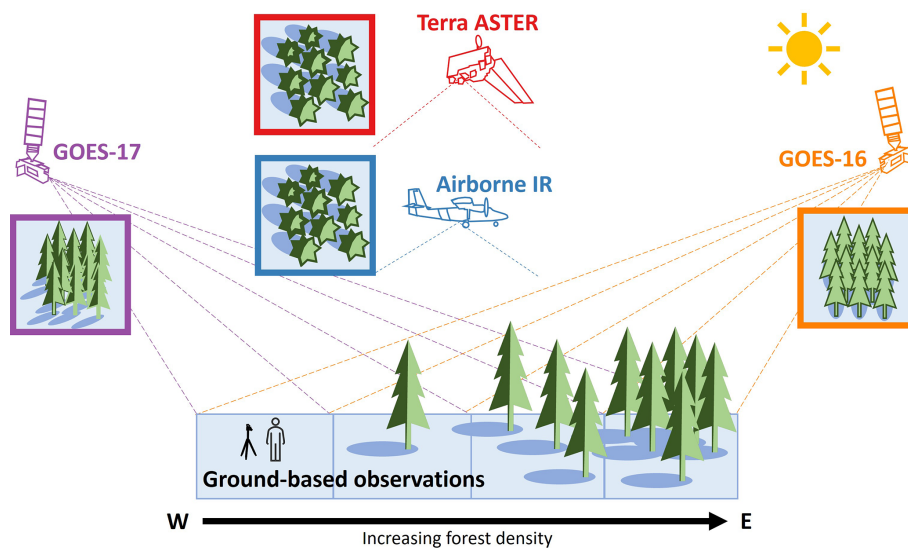 Terra ASTER
GOES-17
GOES-16
Airborne IR
Ground-based observations
W
E
Increasing forest density